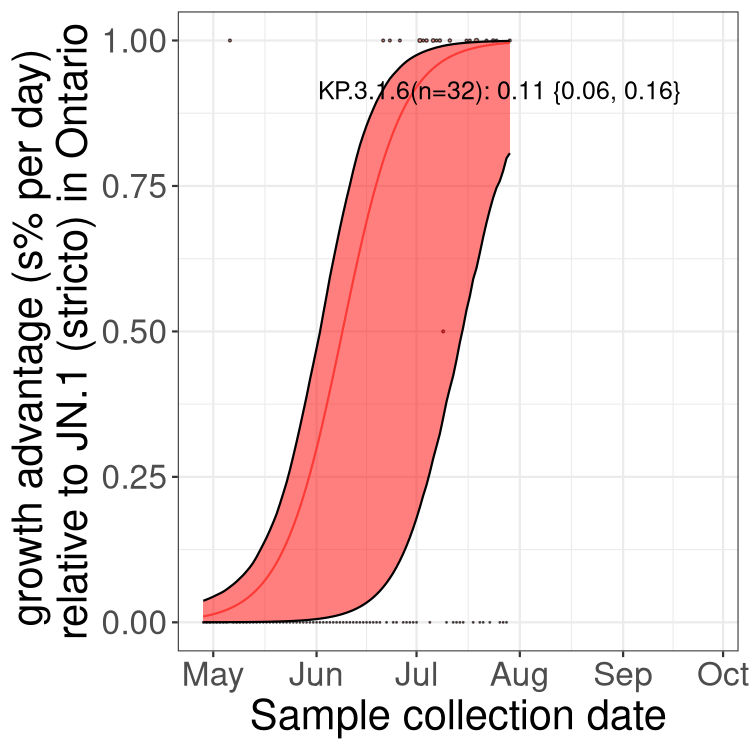 growth advantage (s% per day)
relative to JN.1 (stricto) in Ontario
1.00
0.75
0.50
0.25
0.00
KP.3.1.6(n=32): 0.11 {0.06, 0.16}
May Jun Jul Aug Sep Oct
Sample collection date